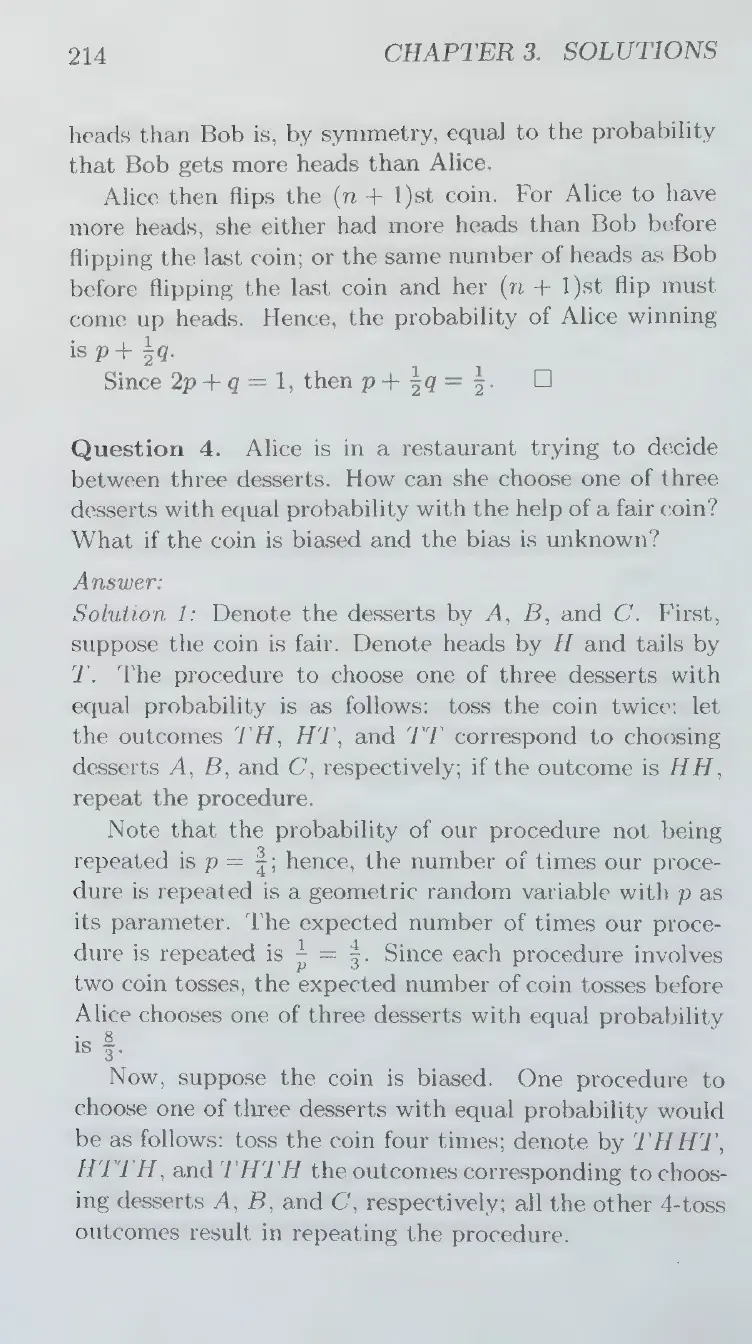 214 CHAPTER 3. SOLUTIONS
heads than Bob is, by symmetry, equal to the probability
that Bob gets more heads than Alice.
Alice then flips the (n + 1)st coin. For Alice to have
more heads, she either had more heads than Bob before
flipping the last coin; or the same number of heads as Bob
before flipping the last coin and her (n + 1)st flip must
come up heads. Hence, the probability of Alice winning
is p + ½q.
Since 2p + q = 1, then p + ½q = ½. □
Question 4. Alice is in a restaurant trying to decide
between three desserts. How can she choose one of three
desserts with equal probability with the help of a fair coin?
What if the coin is biased and the bias is unknown?
Answer:
Solution 1: Denote the desserts by A, B, and C. First,
suppose the coin is fair. Denote heads by H and tails by
T. The procedure to choose one of three desserts with
equal probability is as follows: toss the coin twice: let
the outcomes TH, HT, and TT correspond to choosing
desserts A, B, and C, respectively; if the outcome is HH,
repeat the procedure.
Note that the probability of our procedure not being
repeated is p = 3/4; hence, the number of times our proce-
dure is repeated is a geometric random variable with p as
its parameter. The expected number of times our proce-
dure is repeated is 1/p = 4/3. Since each procedure involves
two coin tosses, the expected number of coin tosses before
Alice chooses one of three desserts with equal probability
is 8/3.
Now, suppose the coin is biased. One procedure to
choose one of three desserts with equal probability would
be as follows: toss the coin four times; denote by THHT,
HTTH, and THTH the outcomes corresponding to choos-
ing desserts A, B, and C, respectively; all the other 4-toss
outcomes result in repeating the procedure.